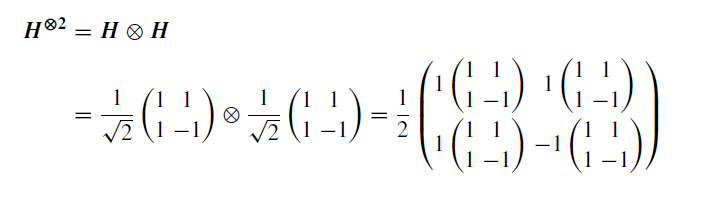 H⊗2 = H ⊗ H
= 1/√2 (1 1 1 −1) ⊗ 1/√2 (1 1 1 −1) = 1/2 (1 (1 1 1 −1) 1 (1 1 1 −1) 1 (1 1 1 −1) −1 (1 1 1 −1))